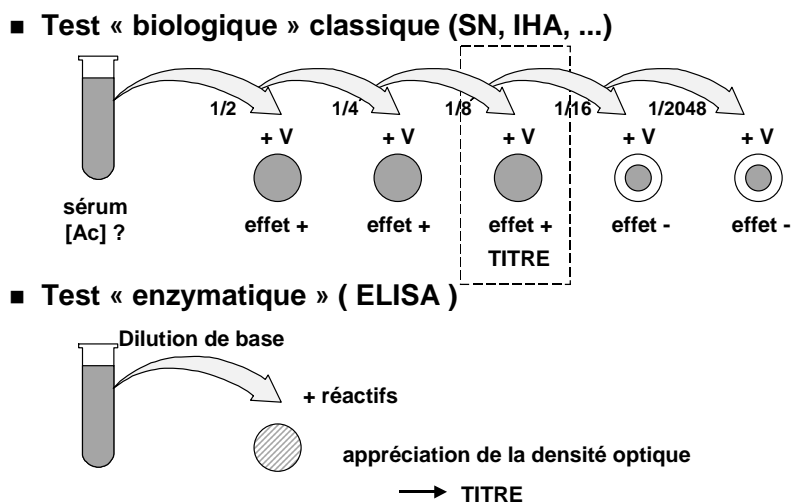 ■ Test « biologique » classique (SN, IHA, ...)
1/2 1/4 1/8 1/16 1/2048
+ V + V + V + V + V
sérum
[Ac] ?
effet + effet + effet + effet - effet -
TITRE
■ Test « enzymatique » ( ELISA )
Dilution de base
+ réactifs
appréciation de la densité optique
TITRE